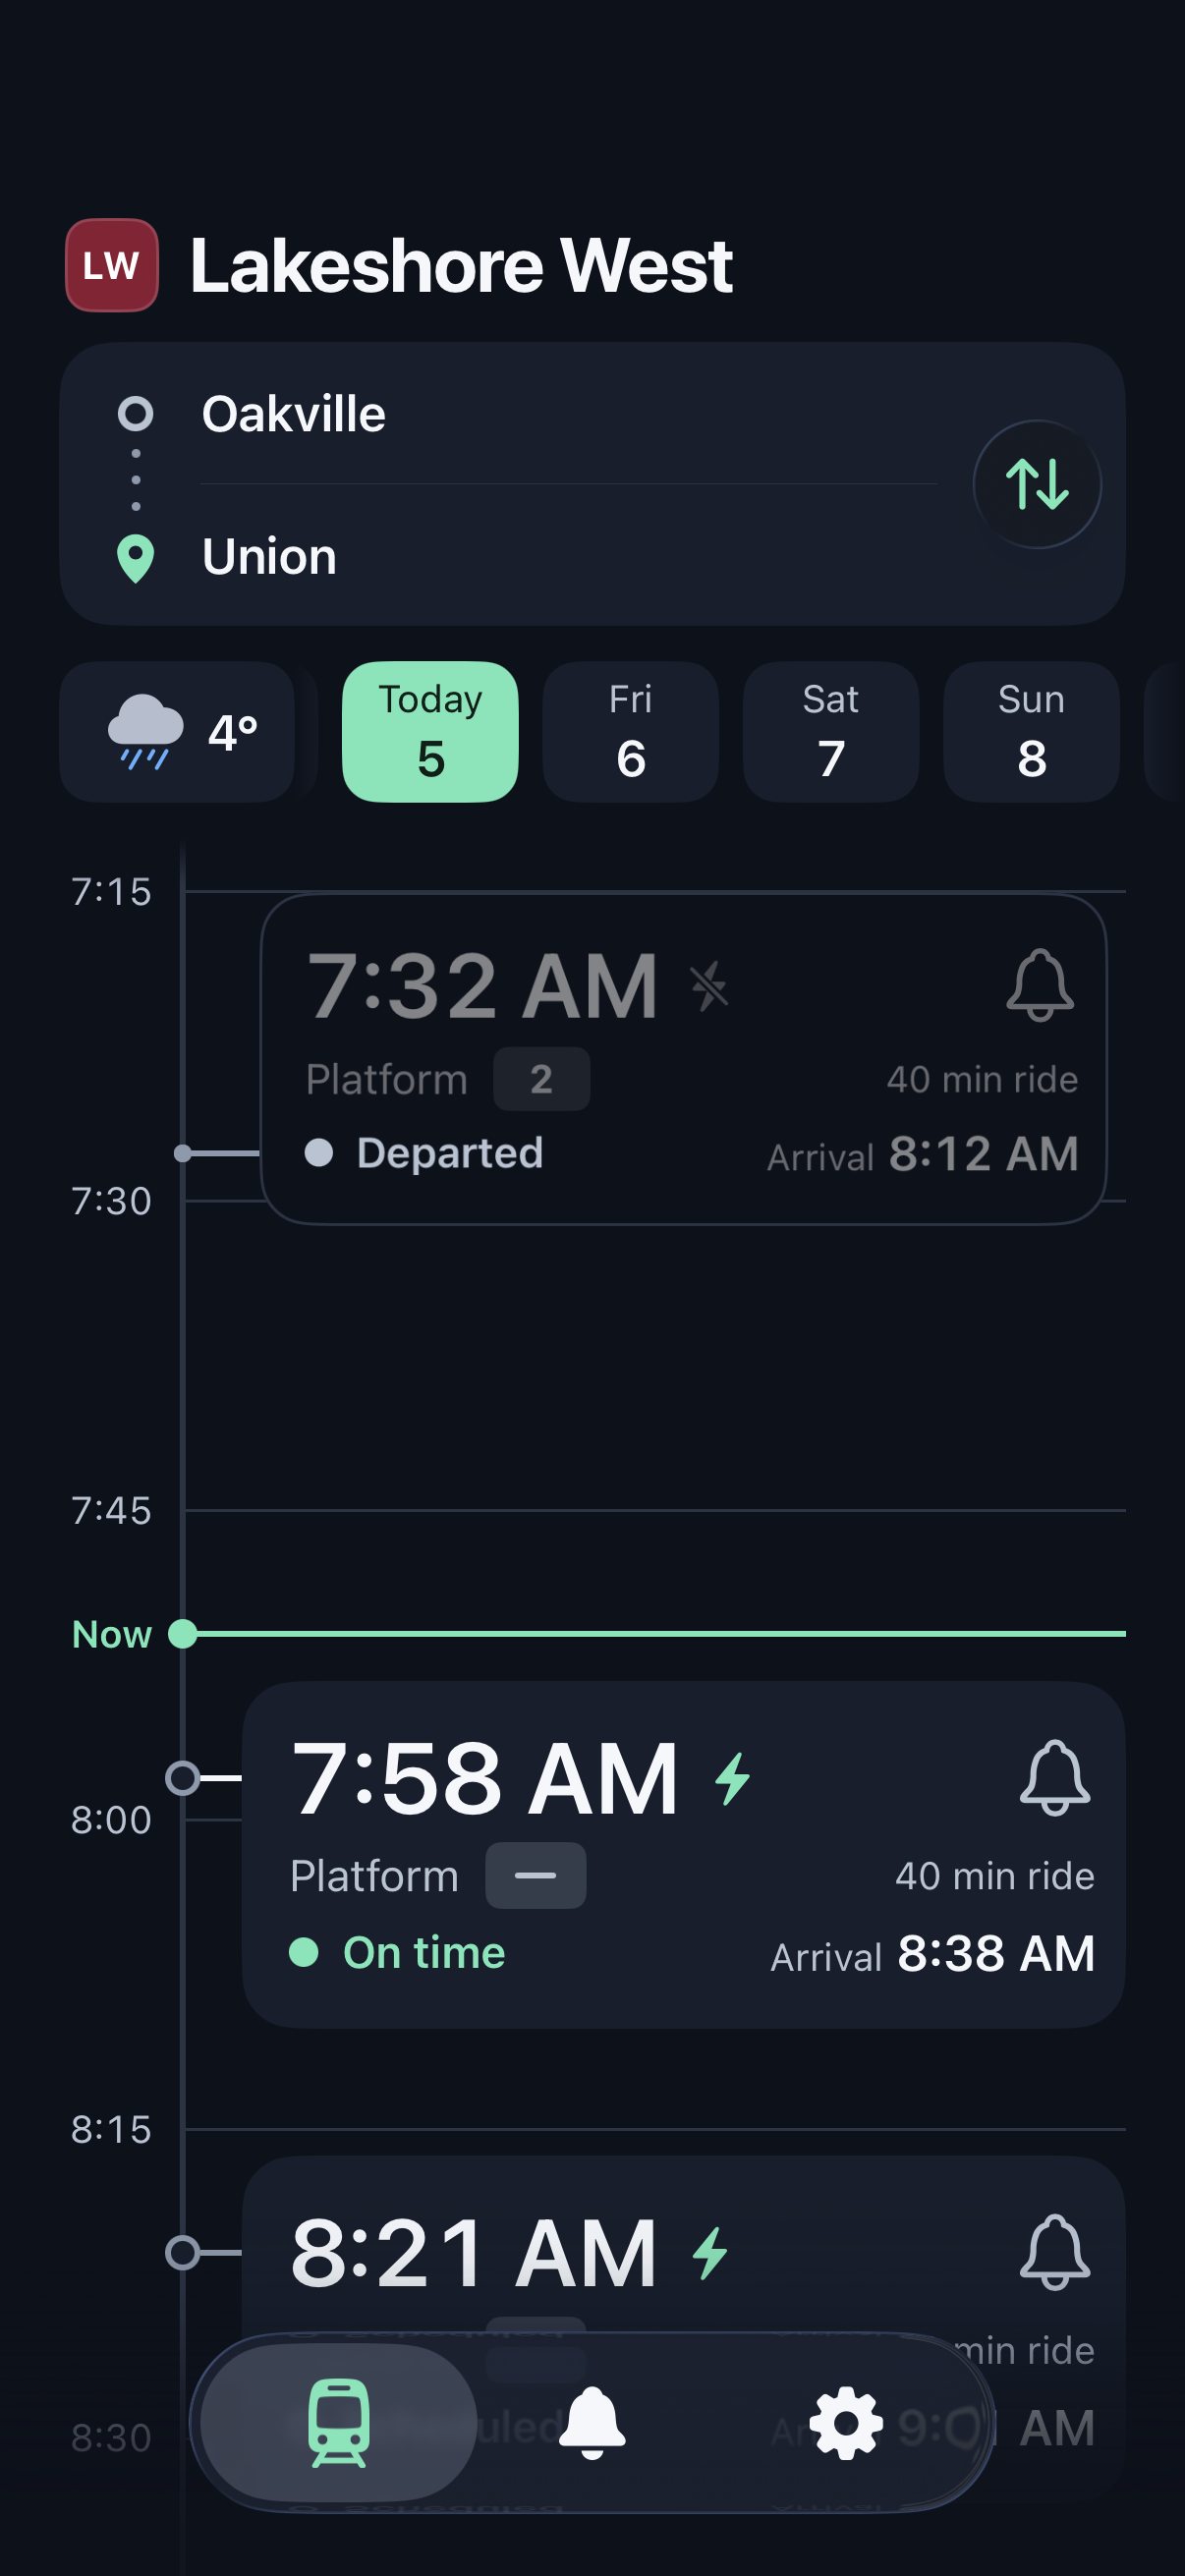 LW Lakeshore West
Oakville
Union
4°
Today
5
Fri
6
Sat
7
Sun
8
7:15
7:32 AM
Platform 2
40 min ride
Departed
Arrival 8:12 AM
7:30
7:45
Now
7:58 AM
8:00
Platform —
40 min ride
On time
Arrival 8:38 AM
8:15
8:21 AM
min ride
8:30
AM